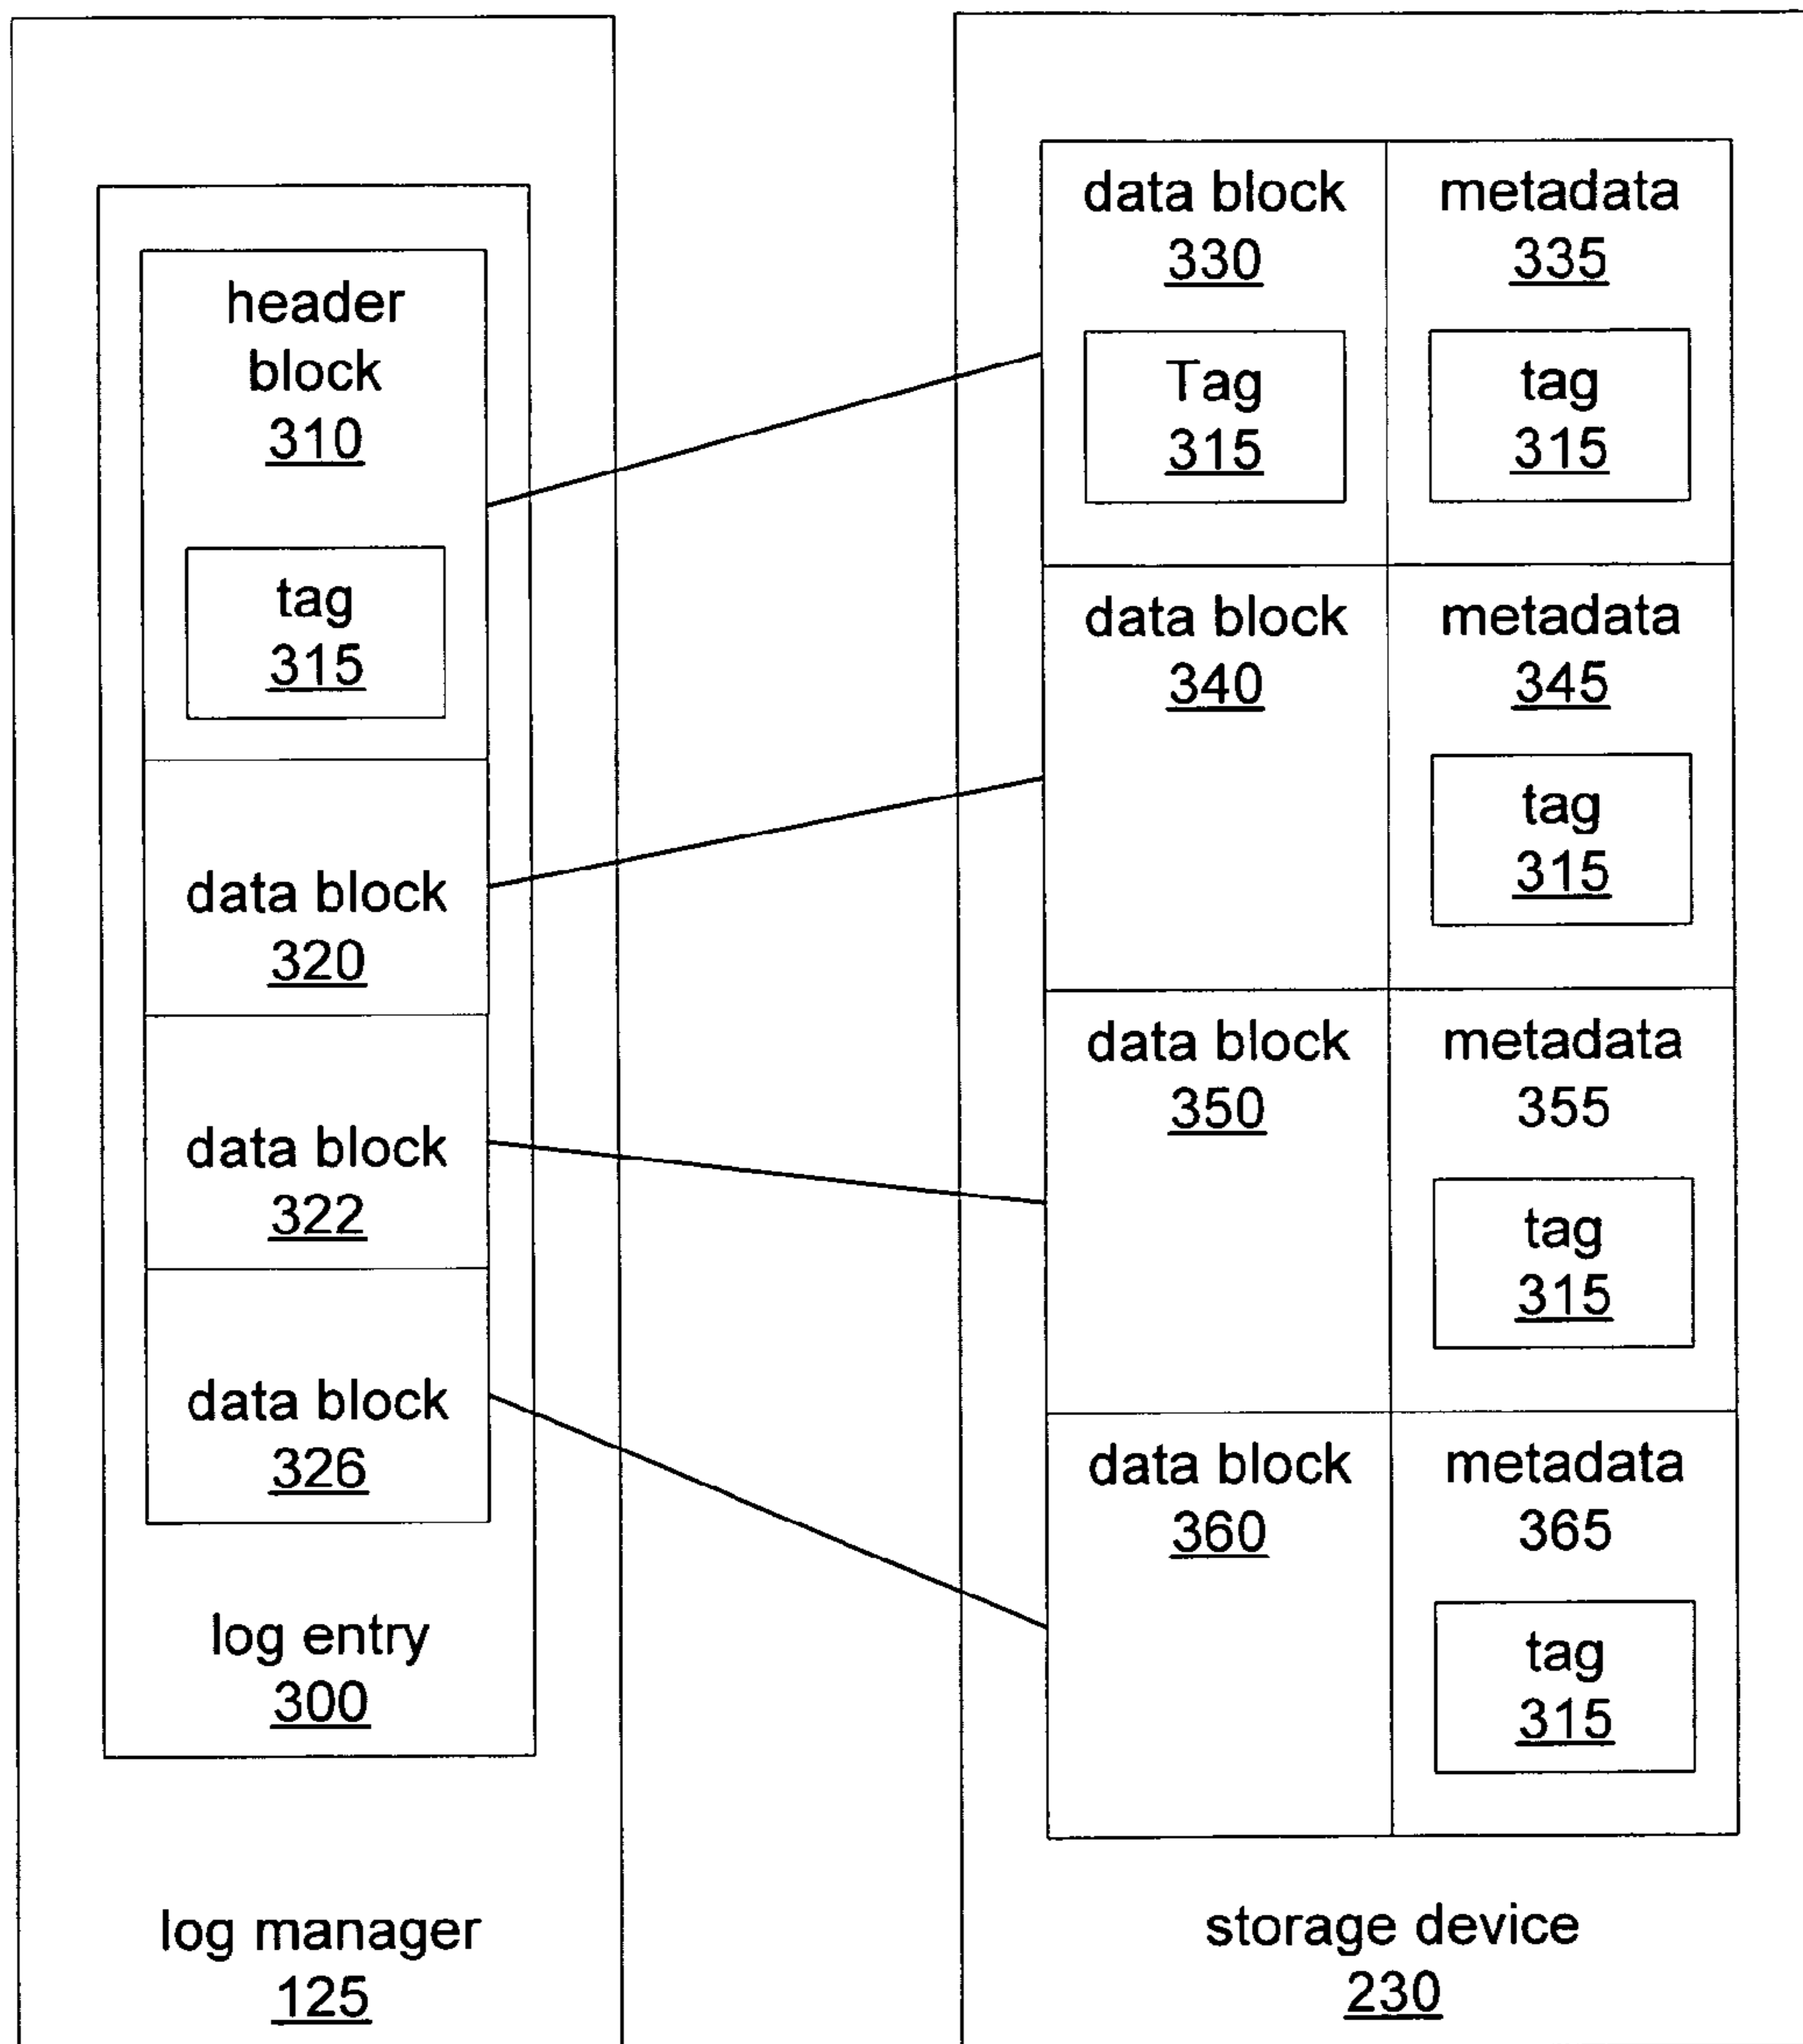 header
block
310
tag
315
data block
320
data block
322
data block
326
log entry
300
log manager
125
data block
330
Tag
315
metadata
335
tag
315
data block
340
metadata
345
tag
315
data block
350
metadata
355
tag
315
data block
360
metadata
365
tag
315
storage device
230